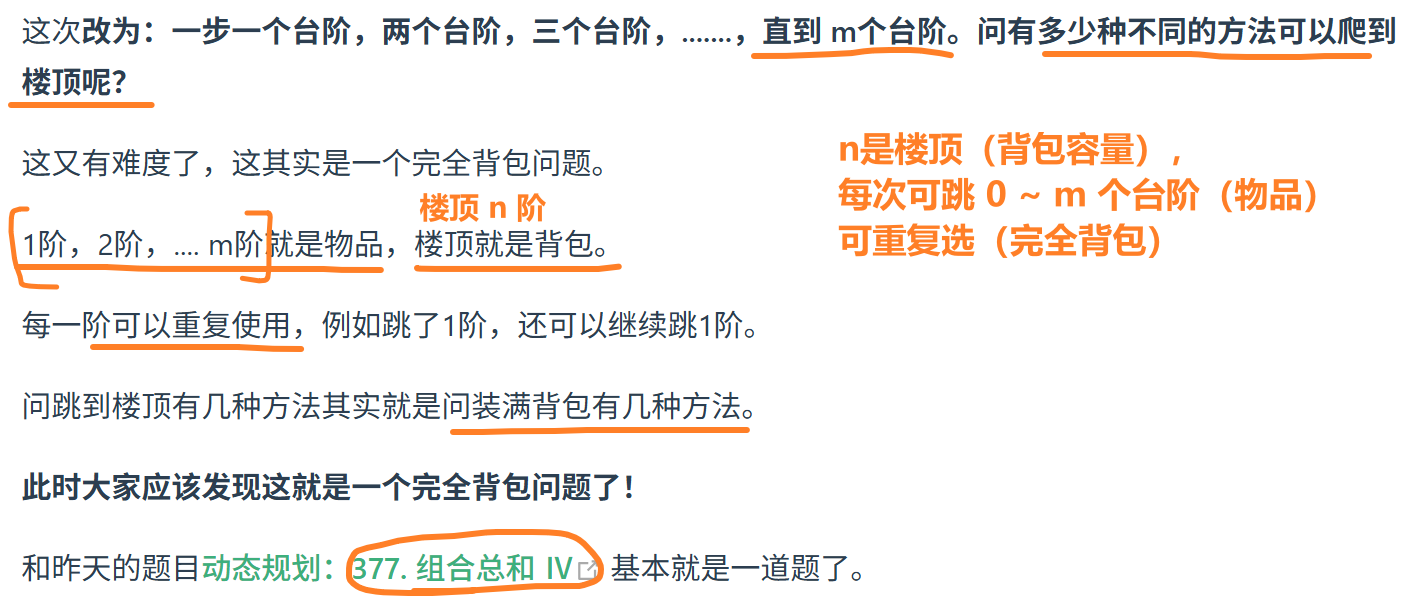 这次改为：一步一个台阶，两个台阶，三个台阶，.......，直到 m个台阶。问有多少种不同的方法可以爬到
楼顶呢？
这又有难度了，这其实是一个完全背包问题。
n是楼顶（背包容量），
每次可跳 0 ~ m 个台阶（物品）
可重复选（完全背包）
楼顶 n 阶
1阶，2阶，.... m阶就是物品，楼顶就是背包。
每一阶可以重复使用，例如跳了1阶，还可以继续跳1阶。
问跳到楼顶有几种方法其实就是问装满背包有几种方法。
此时大家应该发现这就是一个完全背包问题了！
和昨天的题目动态规划：377. 组合总和 IV 基本就是一道题了。